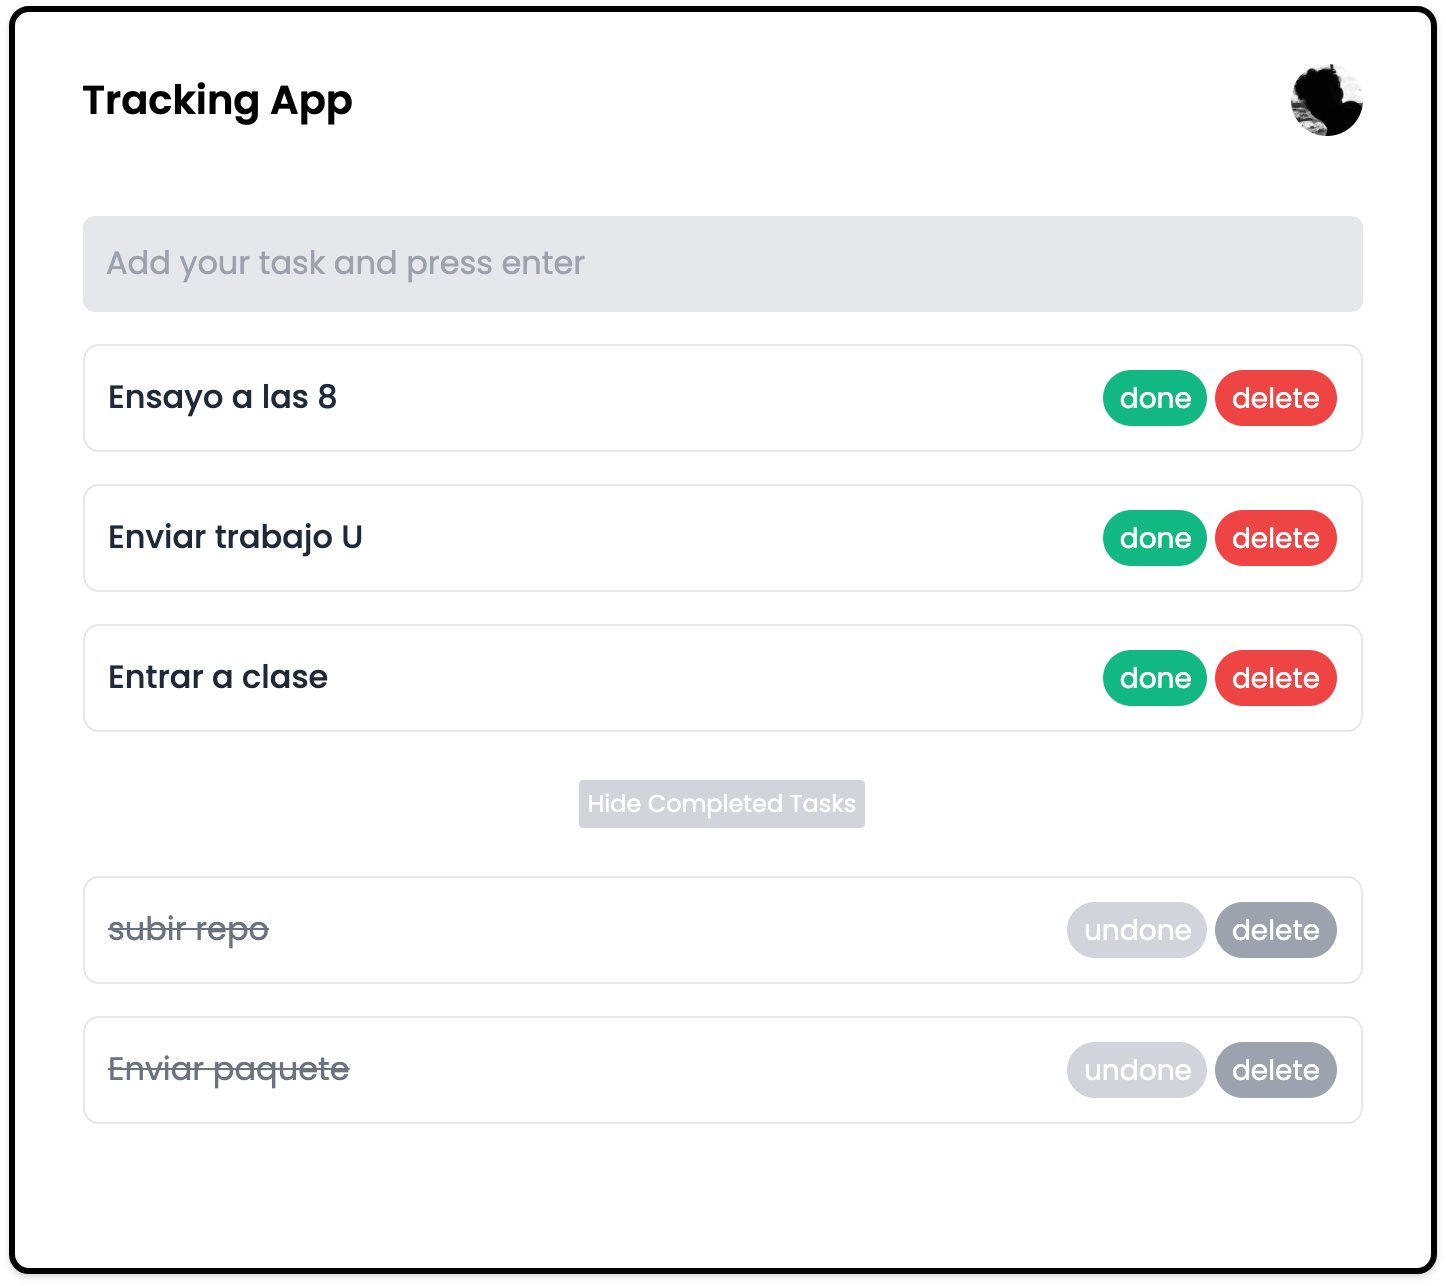 Tracking App
Add your task and press enter
Ensayo a las 8 done delete
Enviar trabajo U done delete
Entrar a clase done delete
Hide Completed Tasks
subir repo undone delete
Enviar paquete undone delete